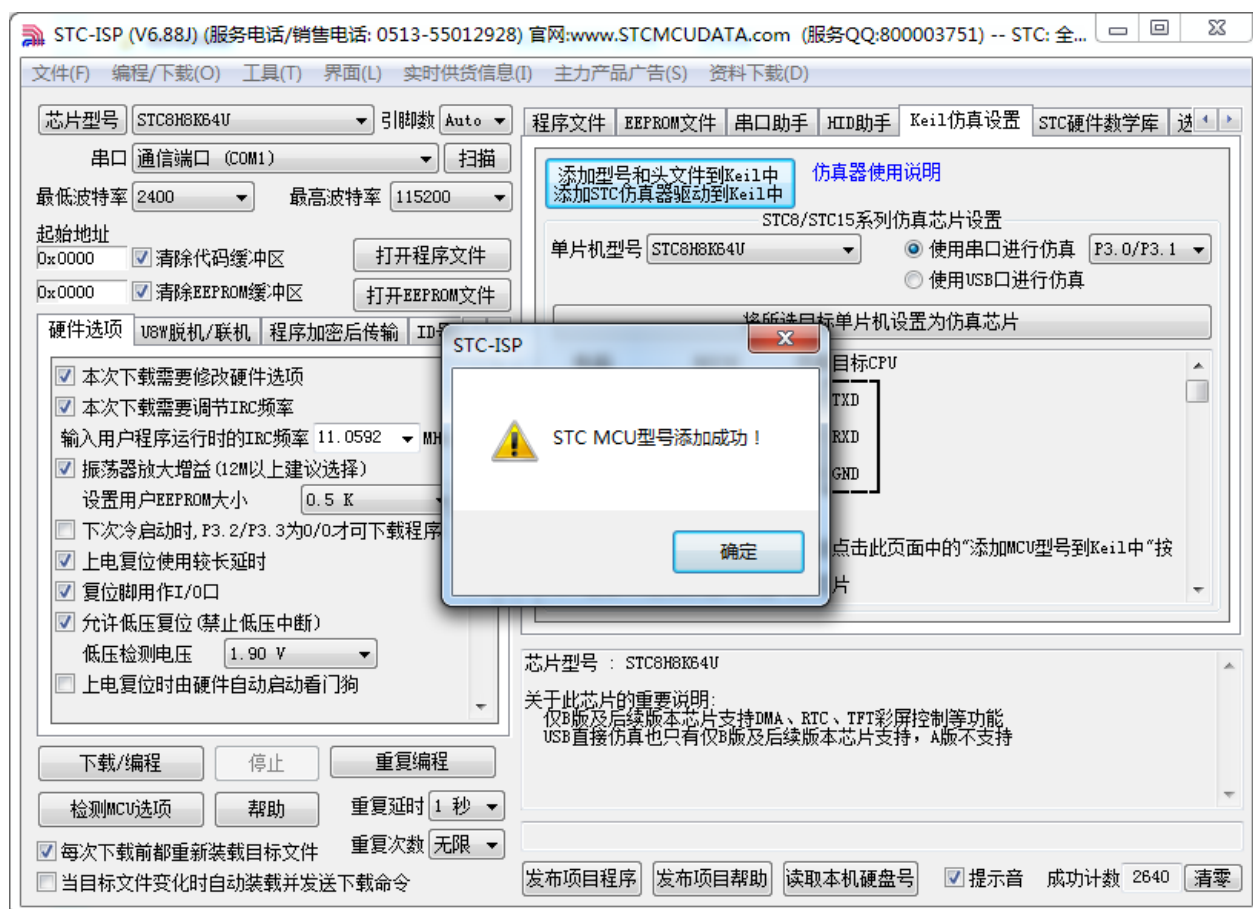 STC-ISP (V6.88J) (服务电话/销售电话: 0513-55012928) 官网:www.STCMCUDATA.com (服务QQ:800003751) -- STC: 全...
文件(F) 编程/下载(O) 工具(T) 界面(L) 实时供货信息(I) 主力产品广告(S) 资料下载(D)
芯片型号 STC8H8K64U 引脚数 Auto
串口 通信端口 (COM1) 扫描
最低波特率 2400 最高波特率 115200
起始地址
0x0000 清除代码缓冲区 打开程序文件
0x0000 清除EEPROM缓冲区 打开EEPROM文件
硬件选项 U8W脱机/联机 程序加密后传输
本次下载需要修改硬件选项
本次下载需要调节IRC频率
输入用户程序运行时的IRC频率 11.0592
振荡器放大增益(12M以上建议选择)
设置用户EEPROM大小 0.5 K
下次冷启动时,P3.2/P3.3为0/0才可下载程序
上电复位使用较长延时
复位脚用作I/O口
允许低压复位(禁止低压中断)
低压检测电压 1.90 V
上电复位时由硬件自动启动看门狗
下载/编程 停止 重复编程
检测MCU选项 帮助 重复延时 1 秒
每次下载前都重新装载目标文件 重复次数 无限
当目标文件变化时自动装载并发送下载命令
程序文件 EEPROM文件 串口助手 HID助手 Keil仿真设置 STC硬件数学库 选
添加型号和头文件到Keil中
添加STC仿真器驱动到Keil中
仿真器使用说明
STC8/STC15系列仿真芯片设置
单片机型号 STC8H8K64U 使用串口进行仿真 P3.0/P3.1
使用USB口进行仿真
将所选目标单片机设置为仿真芯片
目标CPU
TXD
RXD
GND
点击此页面中的“添加MCU型号到Keil中”按
片
STC-ISP
STC MCU型号添加成功！
确定
芯片型号 : STC8H8K64U
关于此芯片的重要说明:
仅B版及后续版本芯片支持DMA、RTC、TFT彩屏控制等功能
USB直接仿真也只有仅B版及后续版本芯片支持，A版不支持
发布项目程序 发布项目帮助 读取本机硬盘号 提示音 成功计数 2640 清零